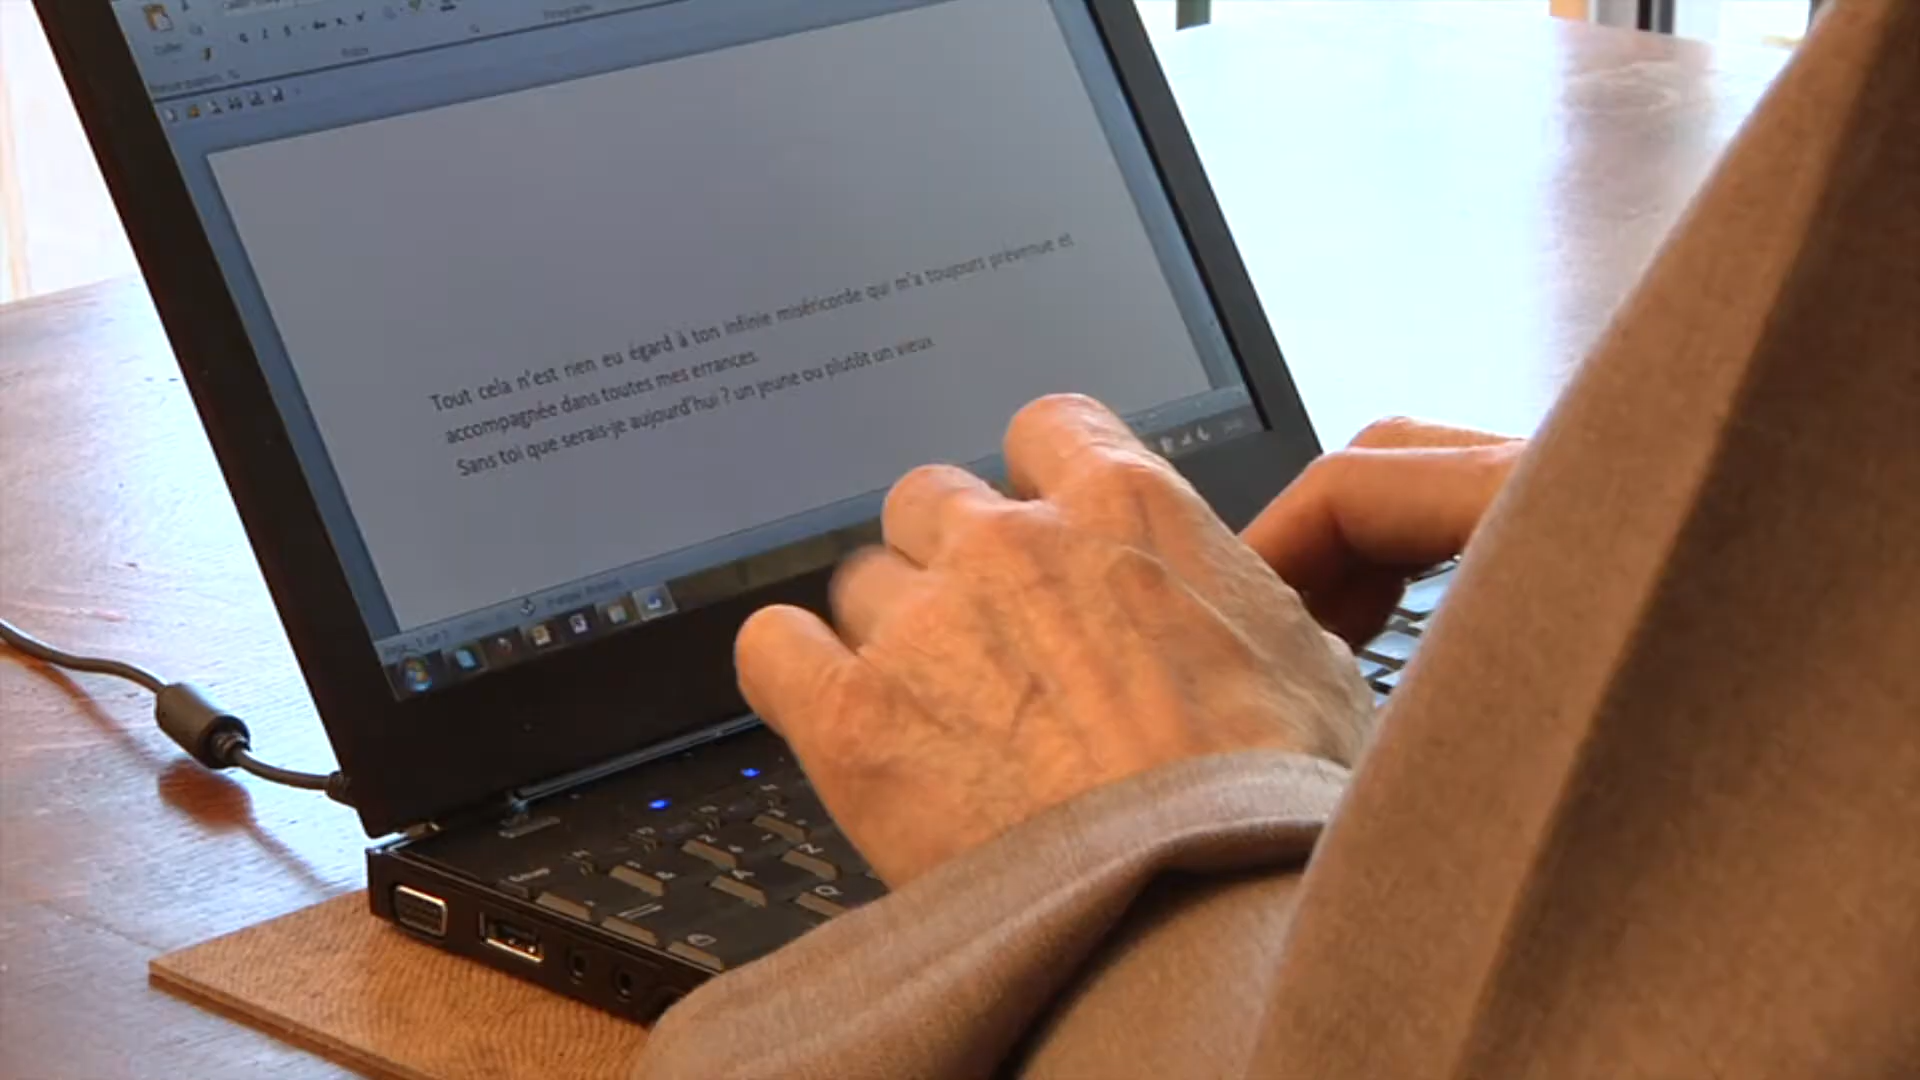 Tout cela n'est rien eu égard à ton infinie miséricorde qui m'a toujours prévenue et
accompagnée dans toutes mes errances.
Sans toi que serais-je aujourd'hui ? un jeune ou plutôt un vieux